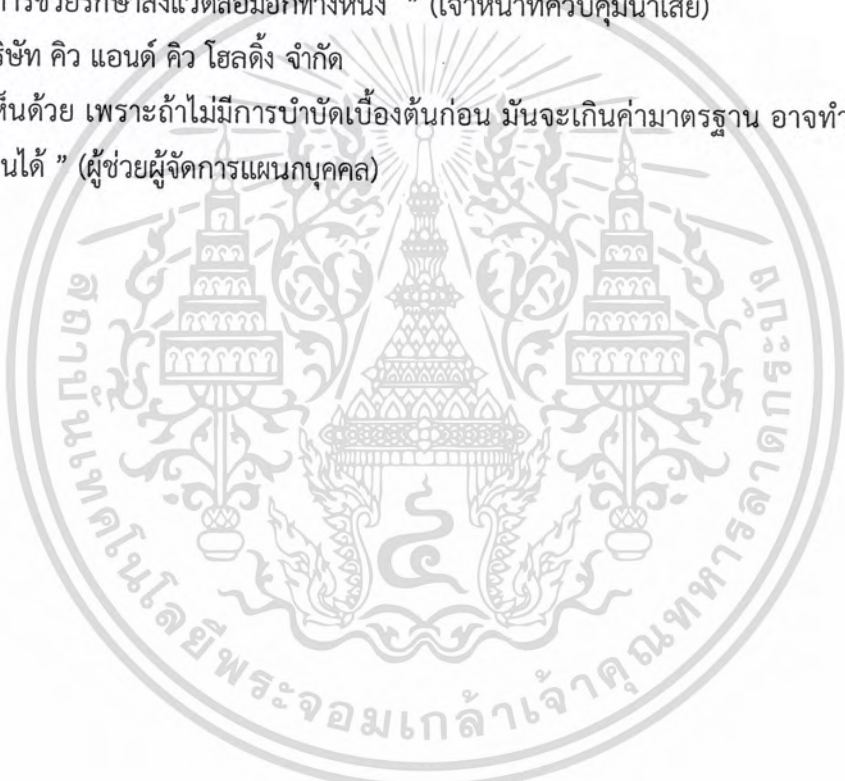 การช่วยรักษาสิ่งแวดล้อมอีกทางหนึ่ง ” (เจ้าหน้าที่ควบคุมน้ำเสีย)
ริษัท คิว แอนด์ คิว โฮลดิ้ง จำกัด
ห็นด้วย เพราะถ้าไม่มีการบำบัดเบื้องต้นก่อน มันจะเกินค่ามาตรฐาน อาจทำ
นได้ ” (ผู้ช่วยผู้จัดการแผนกบุคคล)
สถาบันเทคโนโลยีพระจอมเกล้าเจ้าคุณทหารลาดกระบัง
๔